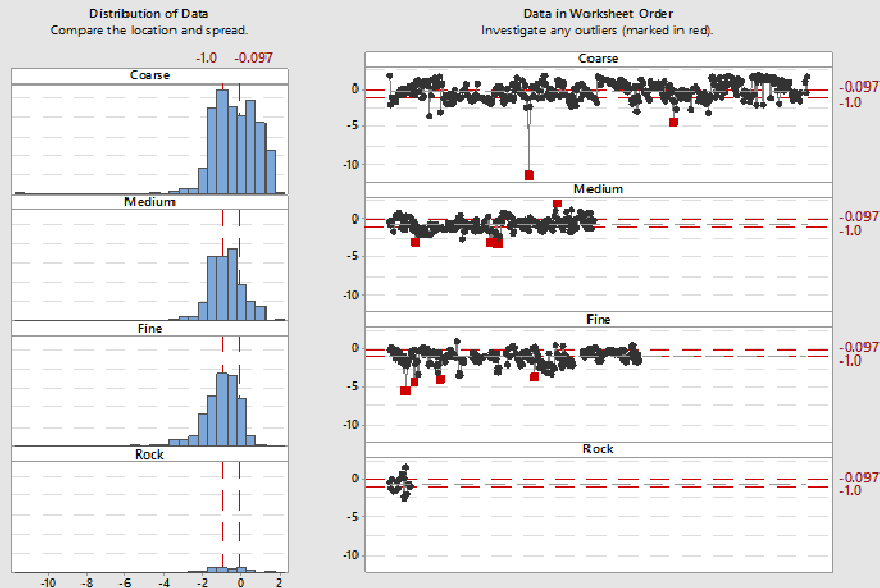 Distribution of Data
Compare the location and spread.
-1.0 -0.097
Coarse
Medium
Fine
Rock
-10 -8 -6 -4 -2 0 2
Data in Worksheet Order
Investigate any outliers (marked in red).
Coarse
0
-5
-10
-0.097
-1.0
Medium
0
-5
-10
-0.097
-1.0
Fine
0
-5
-10
-0.097
-1.0
Rock
0
-5
-10
-0.097
-1.0